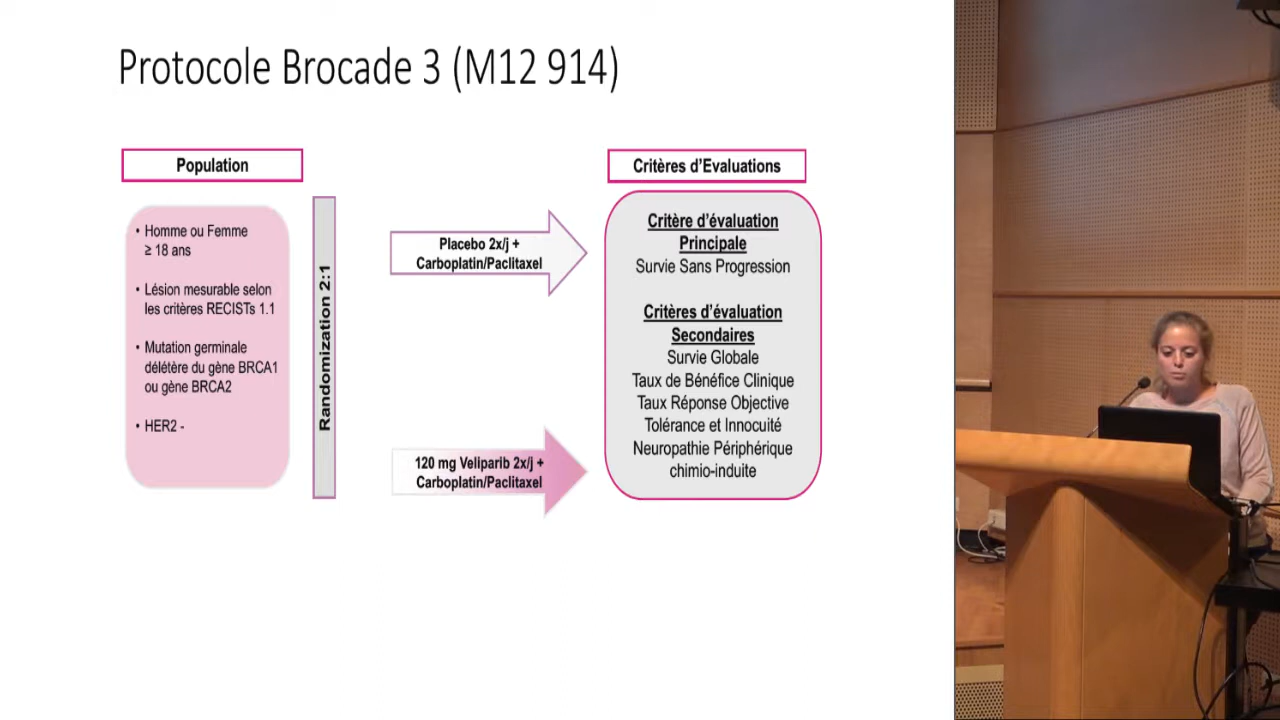 Protocole Brocade 3 (M12 914)
Population
• Homme ou Femme
≥ 18 ans
• Lésion mesurable selon
les critères RECISTs 1.1
• Mutation germinale
délétère du gène BRCA1
ou gène BRCA2
• HER2 -
Randomization 2:1
Placebo 2x/j +
Carboplatin/Paclitaxel
120 mg Veliparib 2x/j +
Carboplatin/Paclitaxel
Critères d'Evaluations
Critère d'évaluation
Principale
Survie Sans Progression
Critères d'évaluation
Secondaires
Survie Globale
Taux de Bénéfice Clinique
Taux Réponse Objective
Tolérance et Innocuité
Neuropathie Périphérique
chimio-induite